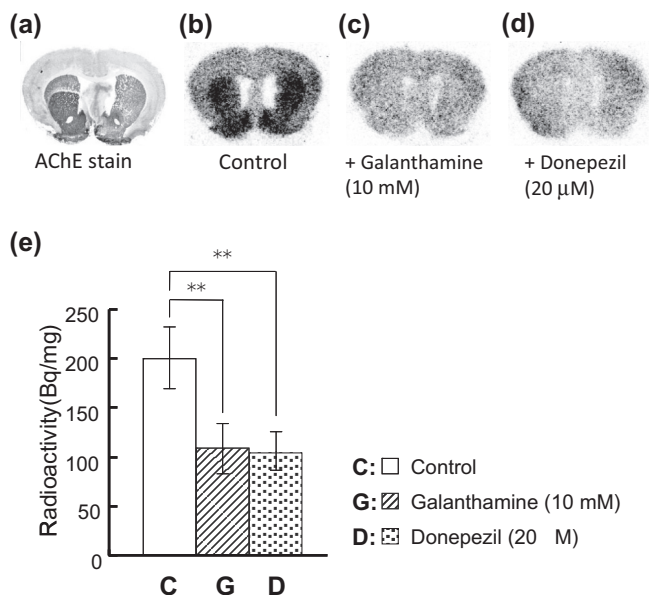 (a)
(b)
(c)
(d)
AChE stain
Control
+ Galanthamine
(10 mM)
+ Donepezil
(20 μM)
(e)
**
**
Radioactivity(Bq/mg)
250
200
150
100
50
0
C
G
D
C: Control
G: Galanthamine (10 mM)
D: Donepezil (20 M)